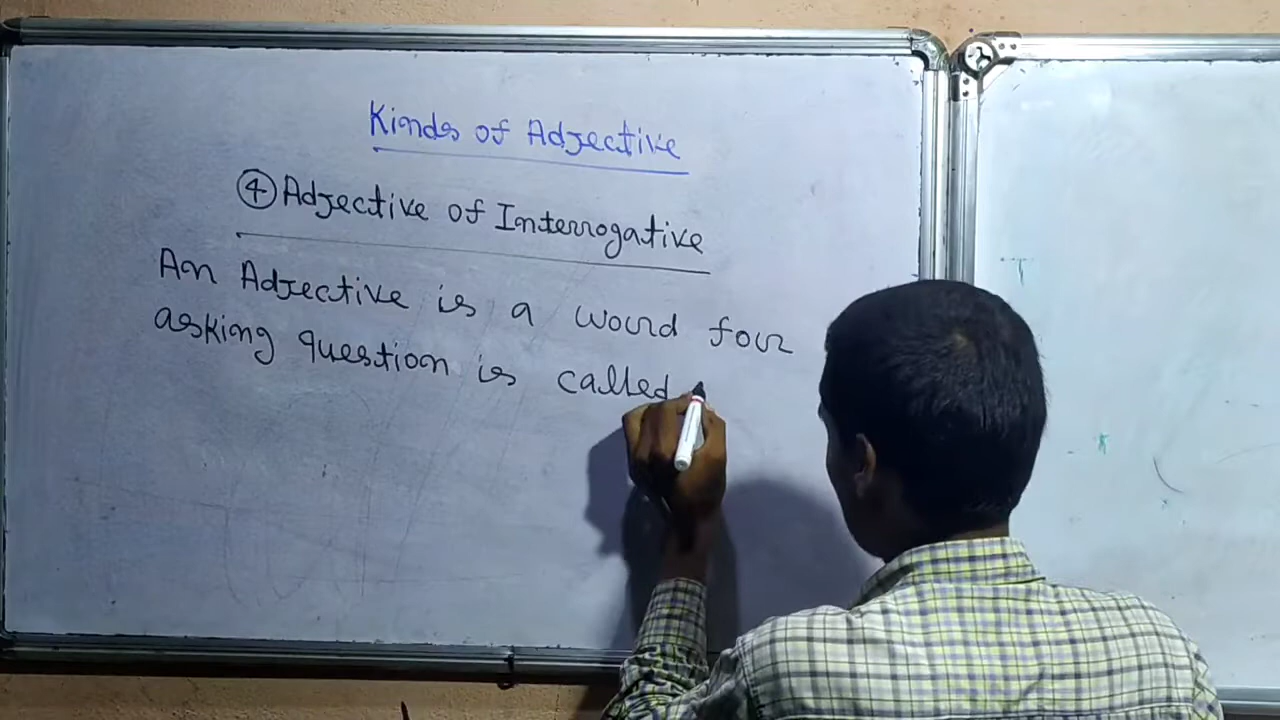 Kinds of Adjective
④ Adjective of Interrogative
An Adjective is a word for
asking question is called